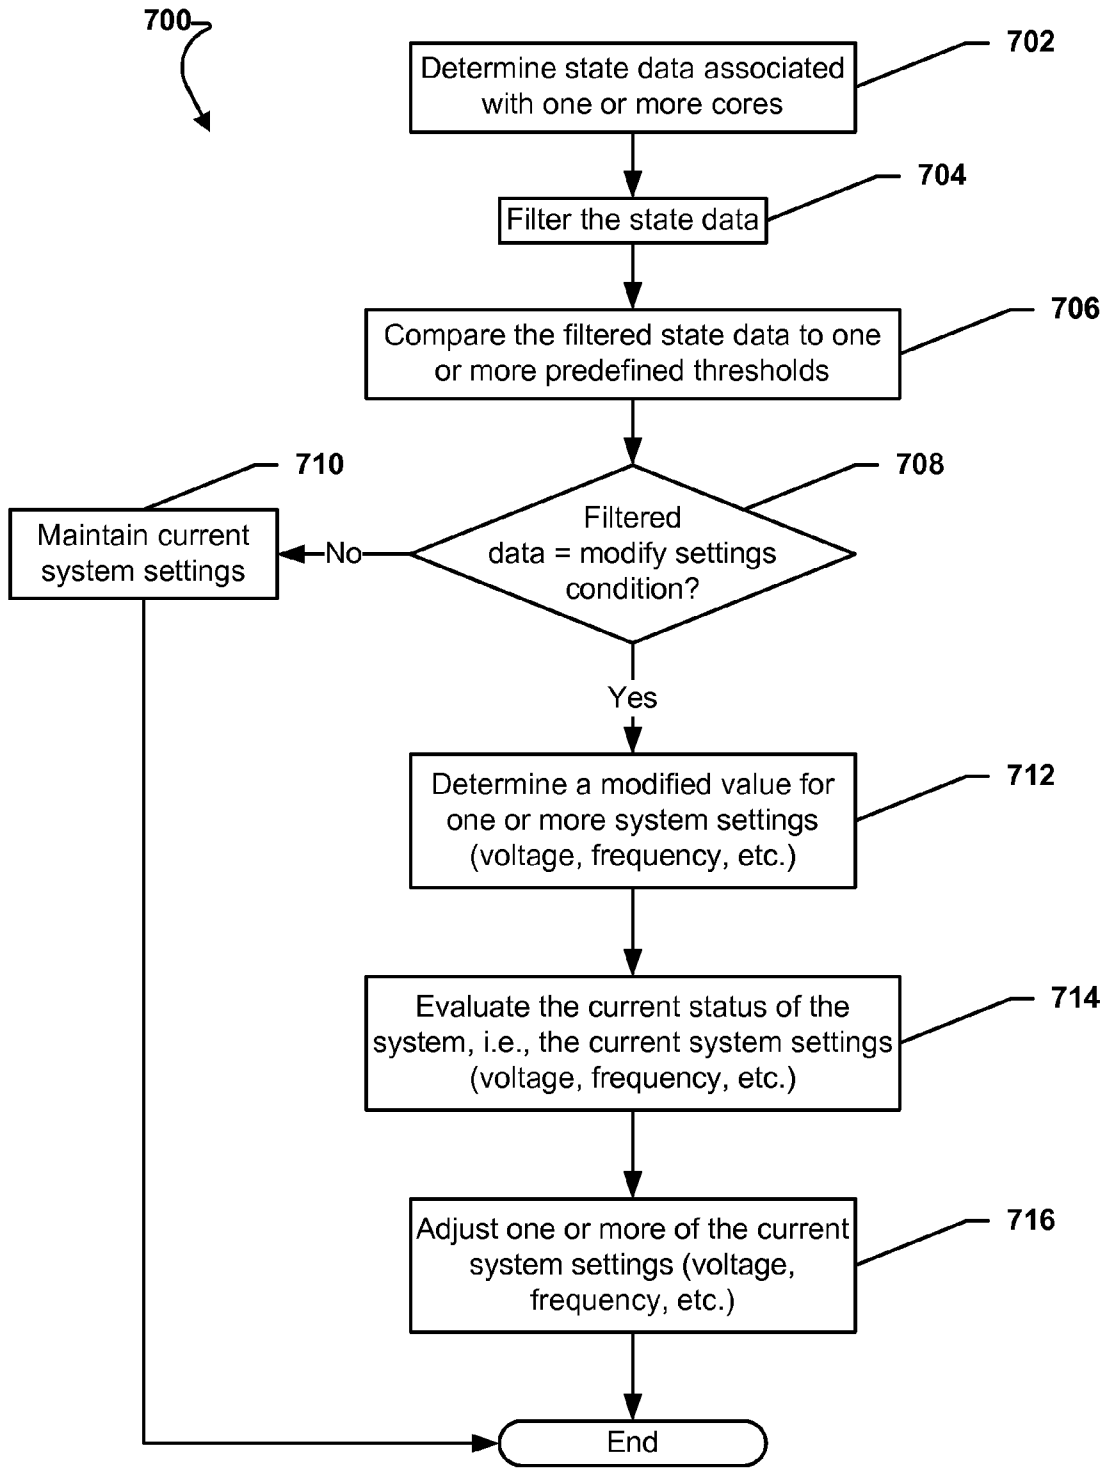 700
702
Determine state data associated
with one or more cores
704
Filter the state data
706
Compare the filtered state data to one
or more predefined thresholds
710
708
Maintain current
system settings
No
Filtered
data = modify settings
condition?
Yes
712
Determine a modified value for
one or more system settings
(voltage, frequency, etc.)
714
Evaluate the current status of the
system, i.e., the current system settings
(voltage, frequency, etc.)
716
Adjust one or more of the current
system settings (voltage,
frequency, etc.)
End